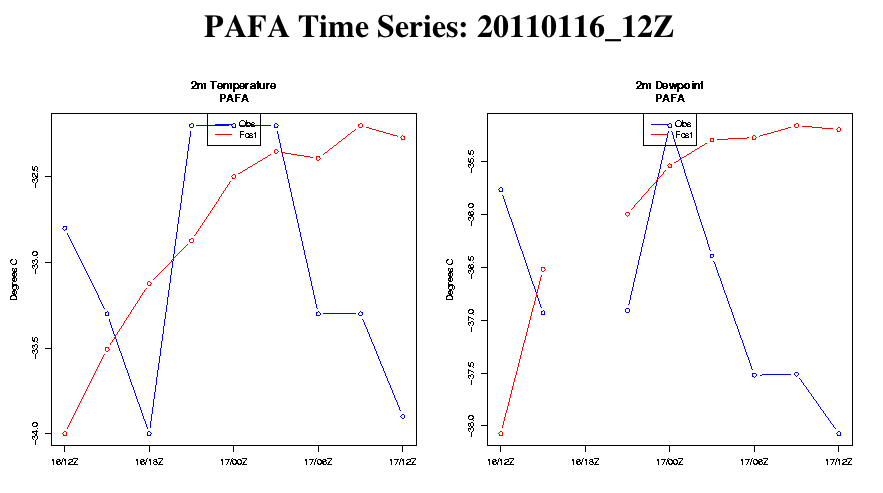 PAFA Time Series: 20110116_12Z
2m Temperature
PAFA
Obs
Fcst
Degrees C
-32.5
-33.0
-33.5
-34.0
16/12Z 16/18Z 17/00Z 17/06Z 17/12Z
2m Dewpoint
PAFA
Obs
Fcst
Degrees C
-35.5
-36.0
-36.5
-37.0
-37.5
-38.0
16/12Z 16/18Z 17/00Z 17/06Z 17/12Z